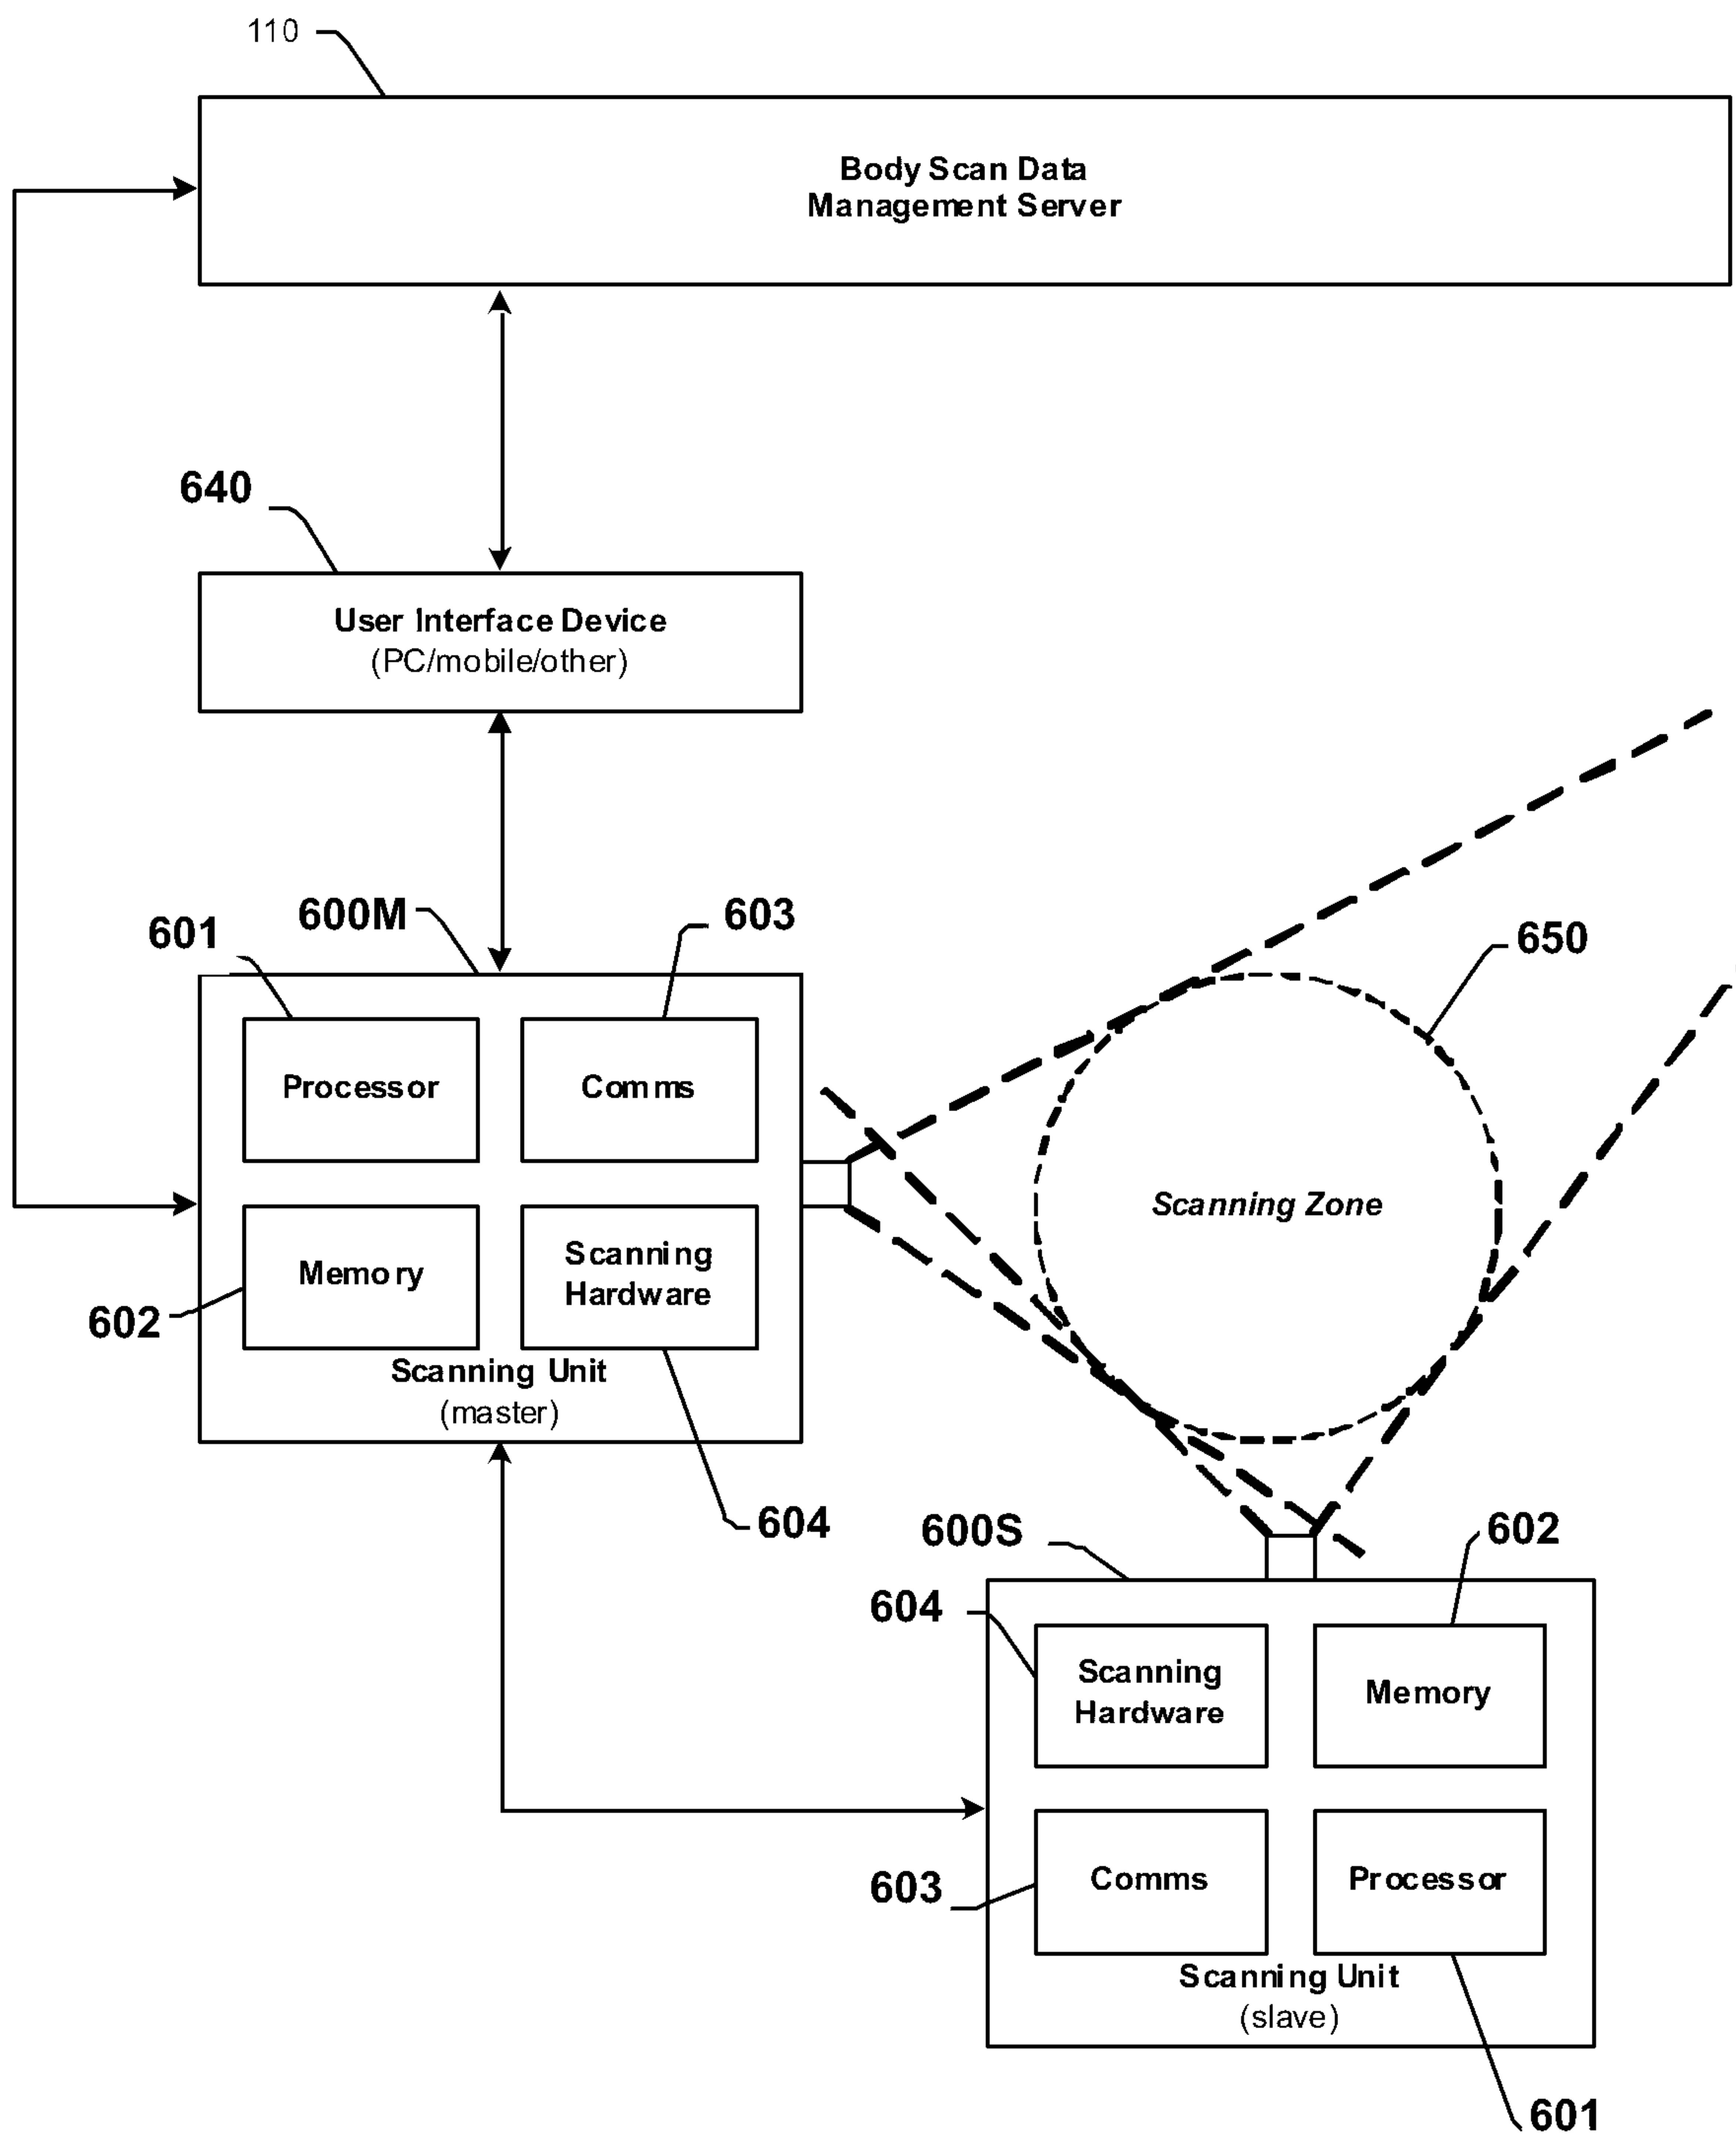 110
Body Scan Data
Management Server
640
User Interface Device
(PC/mobile/other)
600M
603
601
650
Processor
Comms
Scanning Zone
Memory
Scanning
Hardware
602
Scanning Unit
(master)
604
600S
602
604
Scanning
Hardware
Memory
603
Comms
Processor
Scanning Unit
(slave)
601